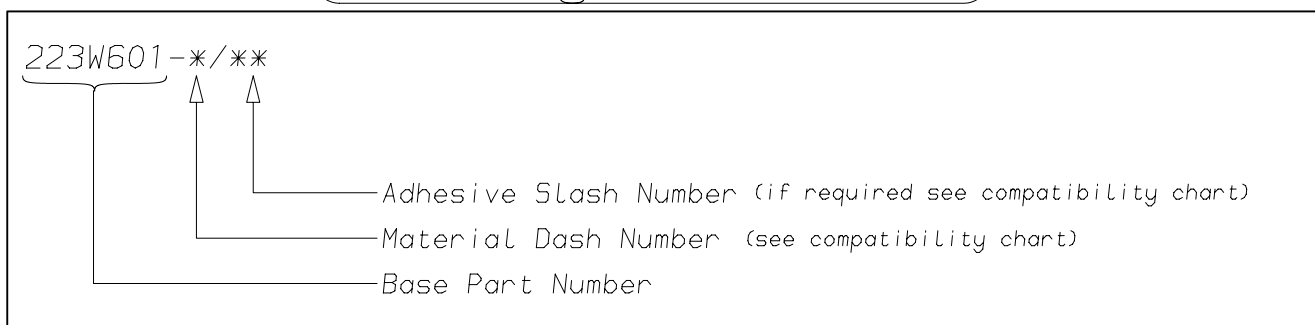 223W601-*/**
Adhesive Slash Number (if required see compatibility chart)
Material Dash Number (see compatibility chart)
Base Part Number